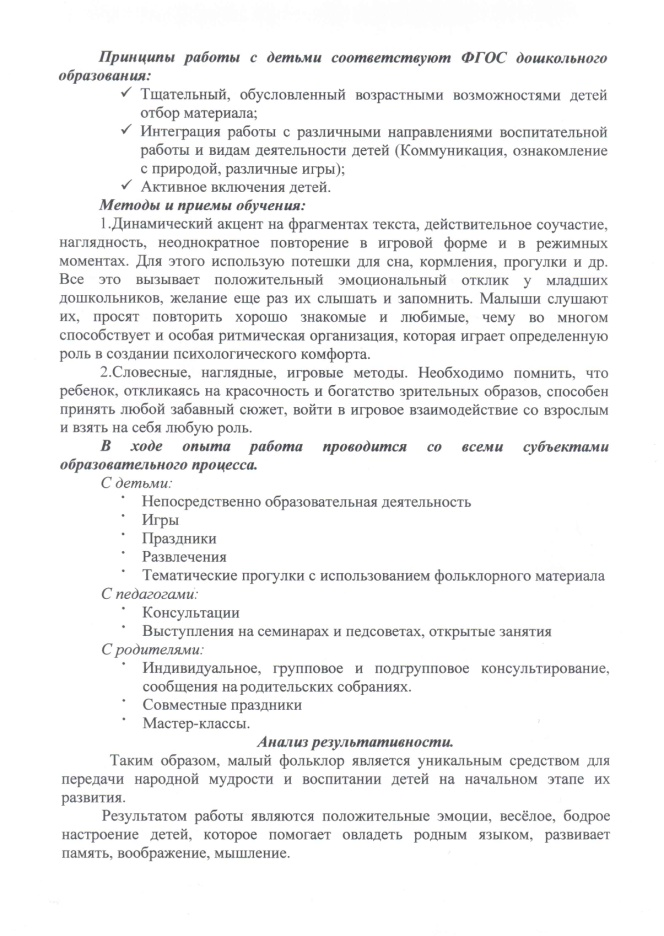 Принципы работы с детьми соответствуют ФГОС дошкольного
образования:
✓ Тщательный, обусловленный возрастными возможностями детей
отбор материала;
✓ Интеграция работы с различными направлениями воспитательной
работы и видам деятельности детей (Коммуникация, ознакомление
с природой, различные игры);
✓ Активное включения детей.
Методы и приемы обучения:
1.Динамический акцент на фрагментах текста, действительное соучастие,
наглядность, неоднократное повторение в игровой форме и в режимных
моментах. Для этого использую потешки для сна, кормления, прогулки и др.
Все это вызывает положительный эмоциональный отклик у младших
дошкольников, желание еще раз их слышать и запомнить. Малыши слушают
их, просят повторить хорошо знакомые и любимые, чему во многом
способствует и особая ритмическая организация, которая играет определенную
роль в создании психологического комфорта.
2.Словесные, наглядные, игровые методы. Необходимо помнить, что
ребенок, откликаясь на красочность и богатство зрительных образов, способен
принять любой забавный сюжет, войти в игровое взаимодействие со взрослым
и взять на себя любую роль.
В ходе опыта работа проводится со всеми субъектами
образовательного процесса.
С детьми:
· Непосредственно образовательная деятельность
· Игры
· Праздники
· Развлечения
· Тематические прогулки с использованием фольклорного материала
С педагогами:
· Консультации
· Выступления на семинарах и педсоветах, открытые занятия
С родителями:
· Индивидуальное, групповое и подгрупповое консультирование,
сообщения на родительских собраниях.
· Совместные праздники
· Мастер-классы.
Анализ результативности.
Таким образом, малый фольклор является уникальным средством для
передачи народной мудрости и воспитании детей на начальном этапе их
развития.
Результатом работы являются положительные эмоции, весёлое, бодрое
настроение детей, которое помогает овладеть родным языком, развивает
память, воображение, мышление.